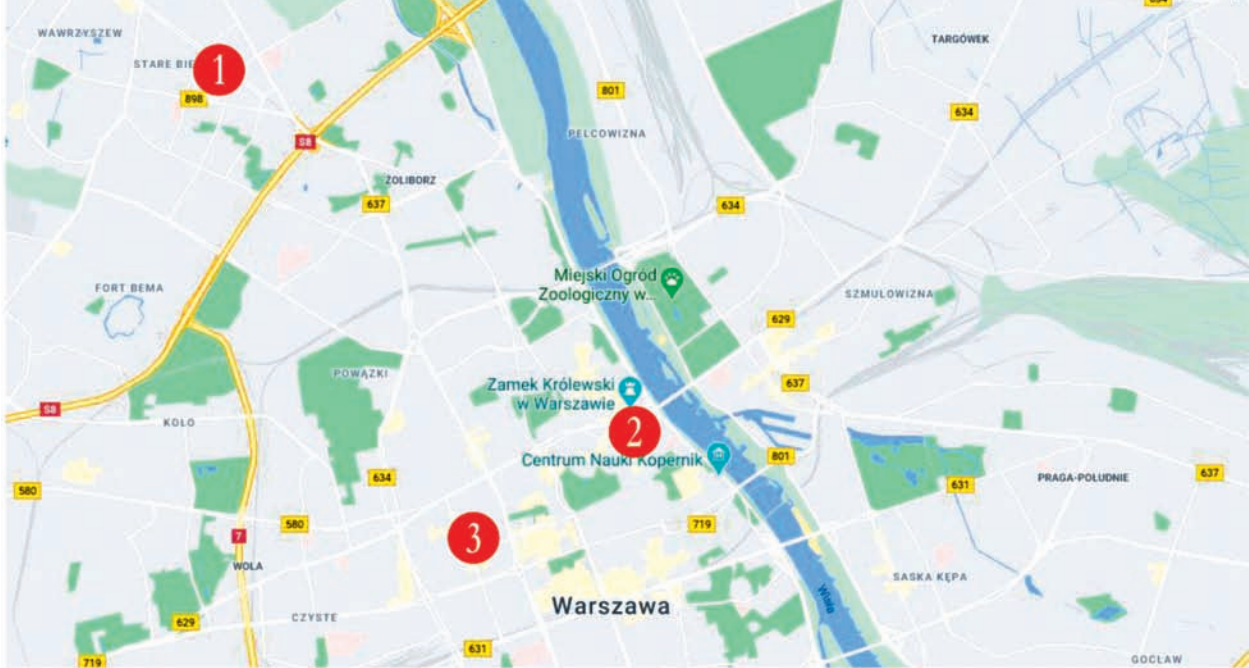 634
WAWRZYSZEW
TARGÓWEK
STARE BIE
1
898
801
634
PELCOWIZNA
S8
ŻOLIBORZ
637
634
Miejski Ogród
Zoologiczny w...
FORT BEMA
SZMULOWIZNA
629
POWĄZKI
Zamek Królewski
w Warszawie
637
S8
KOŁO
2
Centrum Nauki Kopernik
801
634
637
580
631
PRAGA-POŁUDNIE
580
719
7
3
WOLA
SASKA KĘPA
Wisła
Warszawa
629
CZYSTE
631
719
GOCŁAW